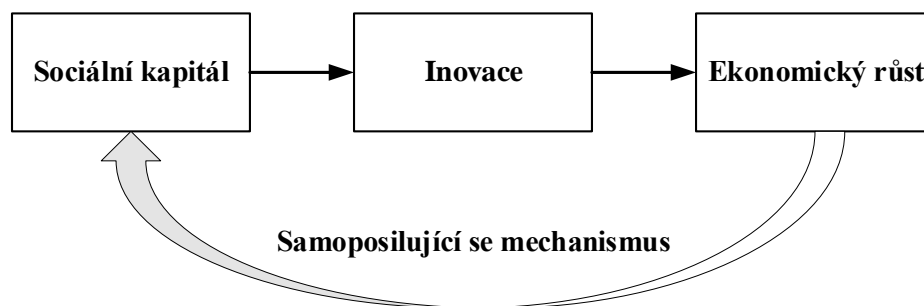 Sociální kapitál
Inovace
Ekonomický růst
Samoposilující se mechanismus